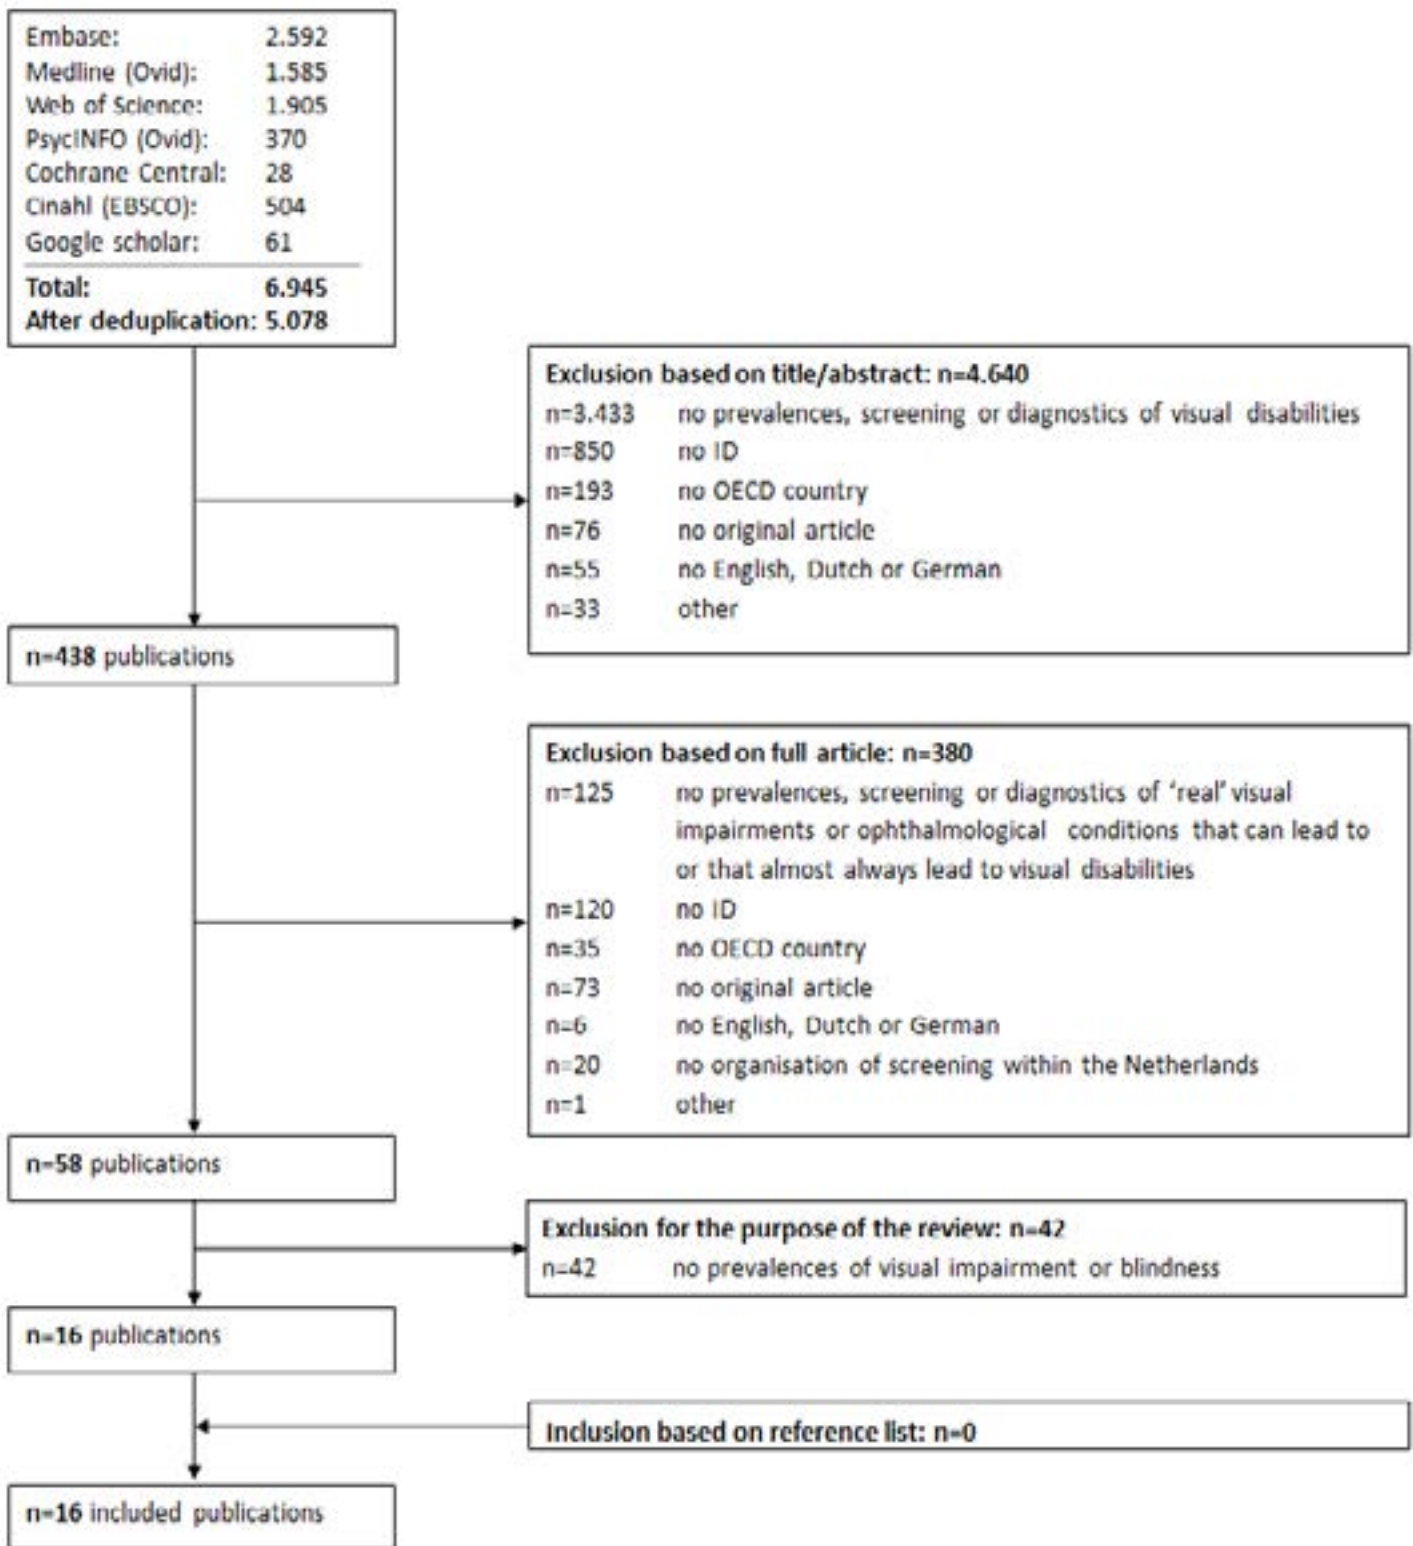 Embase: 2.592
Medline (Ovid): 1.585
Web of Science: 1.905
PsycINFO (Ovid): 370
Cochrane Central: 28
Cinahl (EBSCO): 504
Google scholar: 61
Total: 6.945
After deduplication: 5.078
Exclusion based on title/abstract: n=4.640
n=3.433 no prevalences, screening or diagnostics of visual disabilities
n=850 no ID
n=193 no OECD country
n=76 no original article
n=55 no English, Dutch or German
n=33 other
n=438 publications
Exclusion based on full article: n=380
n=125 no prevalences, screening or diagnostics of ‘real’ visual
impairments or ophthalmological conditions that can lead to
or that almost always lead to visual disabilities
n=120 no ID
n=35 no OECD country
n=73 no original article
n=6 no English, Dutch or German
n=20 no organisation of screening within the Netherlands
n=1 other
n=58 publications
Exclusion for the purpose of the review: n=42
n=42 no prevalences of visual impairment or blindness
n=16 publications
Inclusion based on reference list: n=0
n=16 included publications